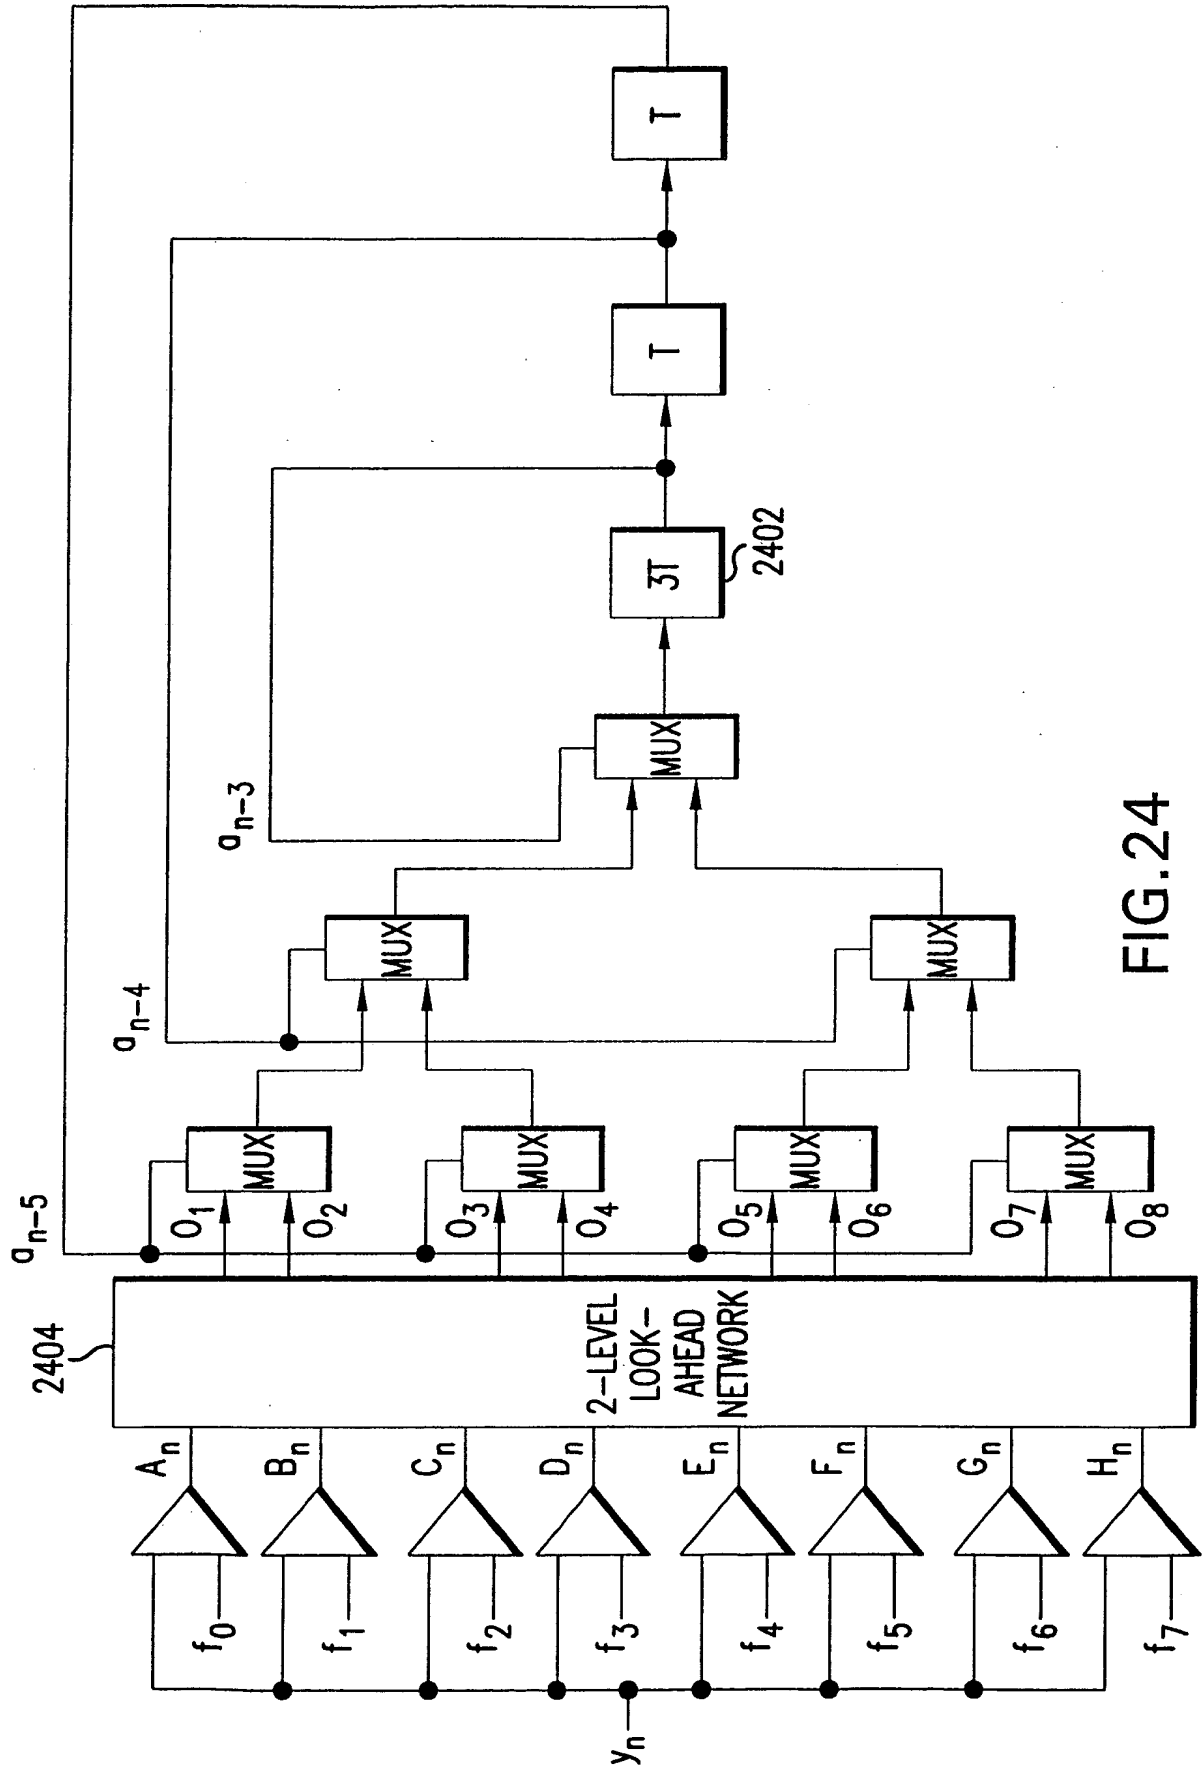 a_{n-5}
a_{n-4}
a_{n-3}
2404
2-LEVEL
LOOK-
AHEAD
NETWORK
y_n
f_0
f_1
f_2
f_3
f_4
f_5
f_6
f_7
A_n
B_n
C_n
D_n
E_n
F_n
G_n
H_n
O_1
O_2
O_3
O_4
O_5
O_6
O_7
O_8
MUX
MUX
MUX
MUX
MUX
MUX
MUX
3T
2402
T
T
FIG.24